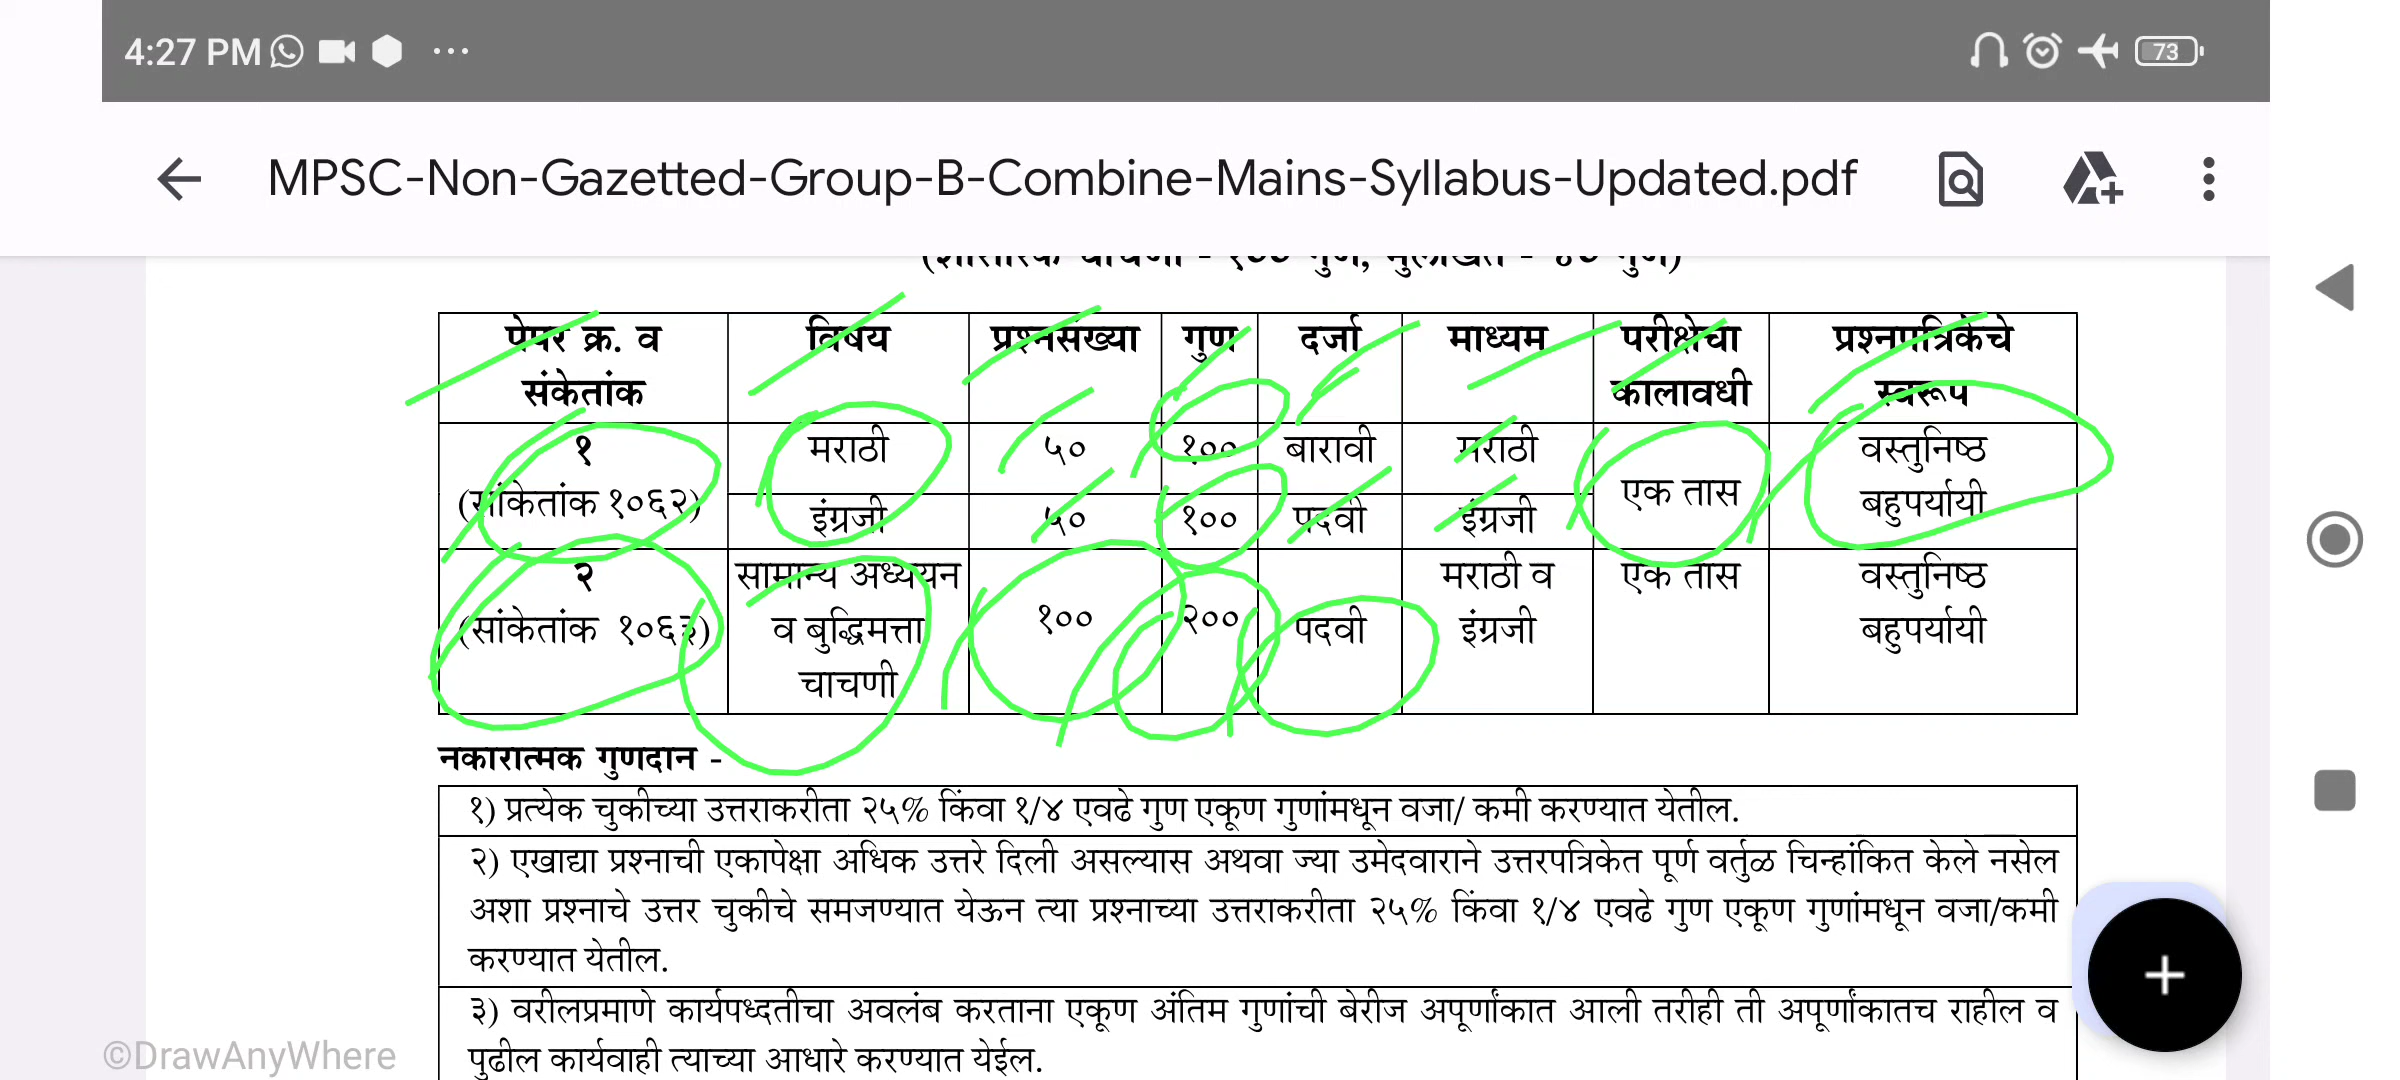 4:27 PM
73
MPSC-Non-Gazetted-Group-B-Combine-Mains-Syllabus-Updated.pdf
पेपर क्र. व संकेतांक विषय प्रश्नसंख्या गुण दर्जा माध्यम परीक्षेचा कालावधी प्रश्नपत्रिकेचे स्वरूप
१ (सांकेतांक १०६२) मराठी ५० १०० बारावी मराठी एक तास वस्तुनिष्ठ बहुपर्यायी
इंग्रजी ५० १०० पदवी इंग्रजी
२ (सांकेतांक १०६३) सामान्य अध्ययन व बुद्धिमत्ता चाचणी १०० २०० पदवी मराठी व इंग्रजी एक तास वस्तुनिष्ठ बहुपर्यायी
नकारात्मक गुणदान -
१) प्रत्येक चुकीच्या उत्तराकरीता २५% किंवा १/४ एवढे गुण एकूण गुणांमधून वजा/ कमी करण्यात येतील.
२) एखाद्या प्रश्नाची एकापेक्षा अधिक उत्तरे दिली असल्यास अथवा ज्या उमेदवाराने उत्तरपत्रिकेत पूर्ण वर्तुळ चिन्हांकित केले नसेल
अशा प्रश्नाचे उत्तर चुकीचे समजण्यात येऊन त्या प्रश्नाच्या उत्तराकरीता २५% किंवा १/४ एवढे गुण एकूण गुणांमधून वजा/कमी
करण्यात येतील.
३) वरीलप्रमाणे कार्यपध्दतीचा अवलंब करताना एकूण अंतिम गुणांची बेरीज अपूर्णांकात आली तरीही ती अपूर्णांकातच राहील व
पुढील कार्यवाही त्याच्या आधारे करण्यात येईल.
©DrawAnyWhere